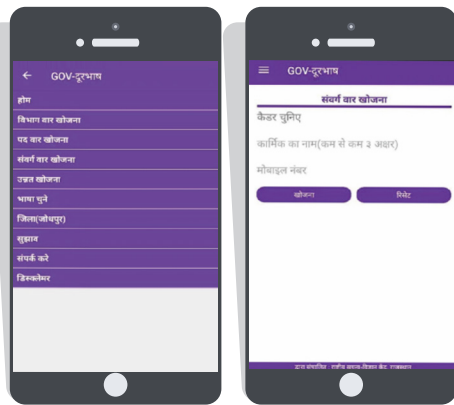 GOV-दूरभाष
होम
विभाग वार खोजना
पद वार खोजना
संवर्ग वार खोजना
उन्नत खोजना
भाषा चुने
जिला(जोधपुर)
सुझाव
संपर्क करे
डिस्क्लेमर
GOV-दूरभाष
संवर्ग वार खोजना
कैडर चुनिए
कार्मिक का नाम(कम से कम ३ अक्षर)
मोबाइल नंबर
खोजना
रिसेट